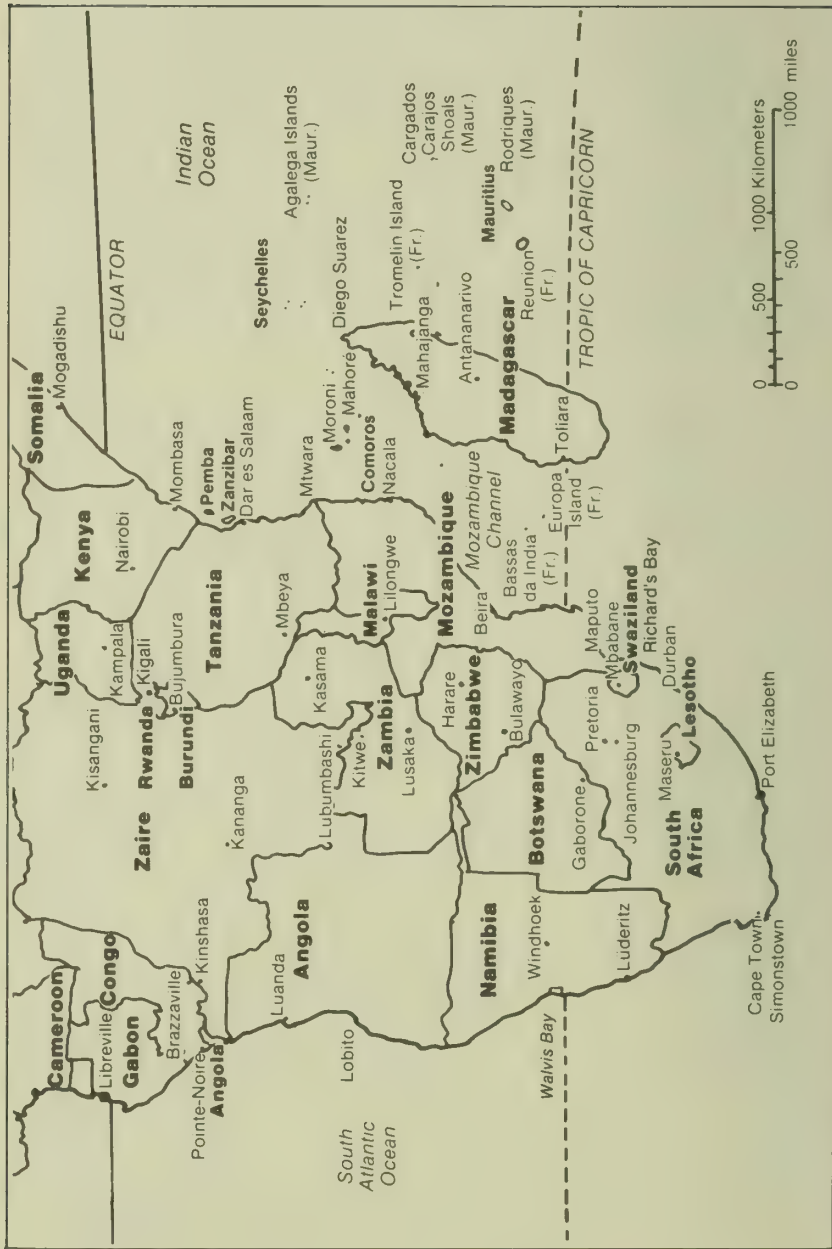 Somalia
Mogadishu
EQUATOR
Indian
Ocean
Cameroon
Congo
Libreville
Gabon
Brazzaville
Pointe-Noire
Kinshasa
Angola
Kisangani
Zaire
Uganda
Kampala
Rwanda
Kigali
Burundi
Bujumbura
Kenya
Nairobi
Mombasa
Pemba
Zanzibar
Dar es Salaam
Tanzania
Mbeya
Mtwara
Seychelles
Agalega Islands
(Maur.)
Kananga
Luanda
Angola
Lobito
South
Atlantic
Ocean
Lubumbashi
Kitwe
Kasama
Zambia
Lusaka
Malawi
Lilongwe
Moroni
Mahoré
Comoros
Nacala
Diego Suarez
Tromelin Island
(Fr.)
Cargados
Carajos
Shoals
(Maur.)
Mahajanga
Antananarivo
Madagascar
Mauritius
Rodriques
(Maur.)
Reunion
(Fr.)
Toliara
Mozambique
Mozambique
Channel
Beira
Bassas
da India
(Fr.)
Europa
Island
(Fr.)
Harare
Zimbabwe
Bulawayo
Namibia
Windhoek
Walvis Bay
Luderitz
Botswana
Gaborone
Pretoria
Johannesburg
Maputo
Mbabane
Swaziland
Richard's Bay
Durban
Maseru
Lesotho
South
Africa
Port Elizabeth
Cape Town
Simonstown
TROPIC OF CAPRICORN
0 500 1000 Kilometers
0 500 1000 miles